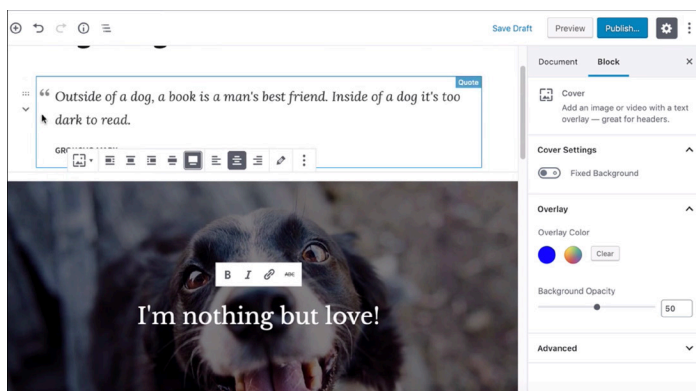 Save Draft
Preview
Publish...
Document
Block
Quote
Outside of a dog, a book is a man's best friend. Inside of a dog it's too
dark to read.
B I ABC
I'm nothing but love!
Cover
Add an image or video with a text
overlay — great for headers.
Cover Settings
Fixed Background
Overlay
Overlay Color
Clear
Background Opacity
50
Advanced